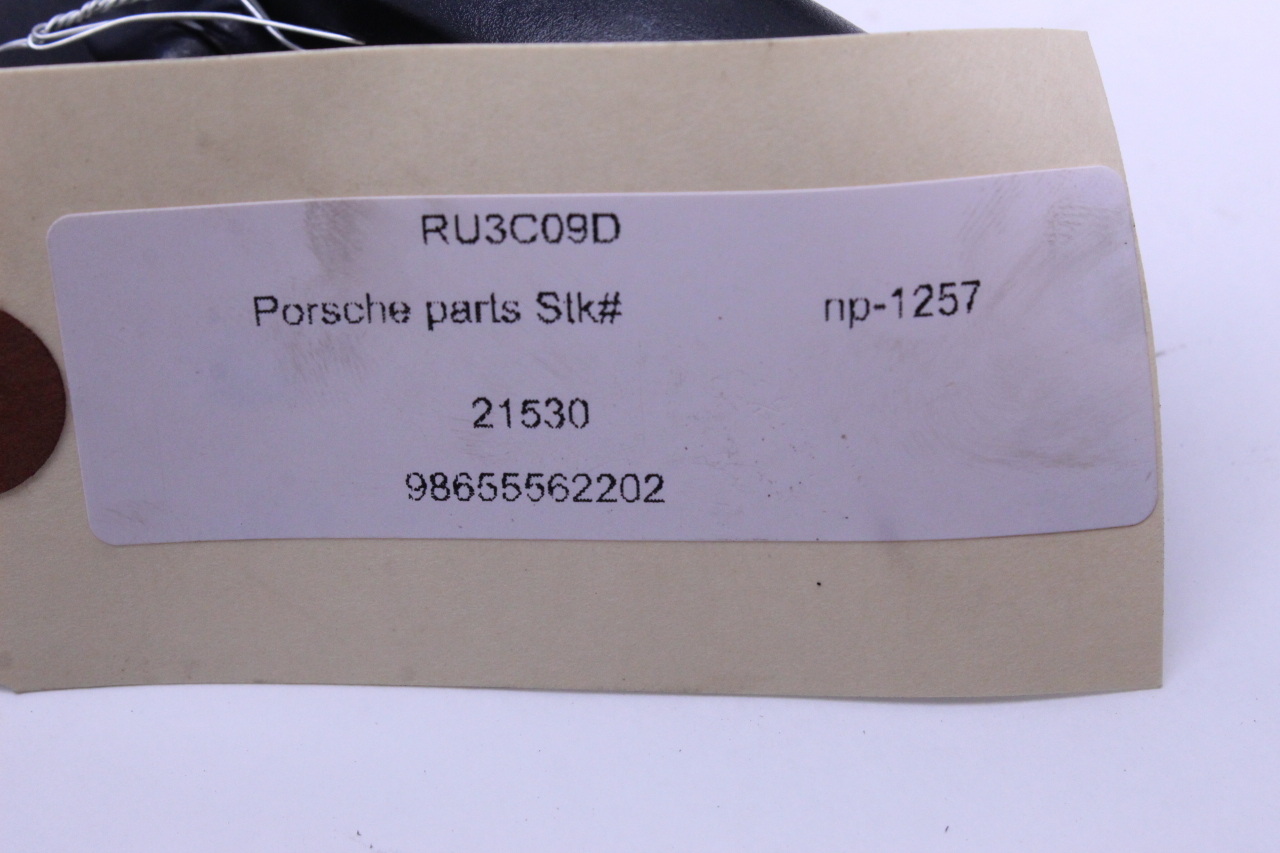 RU3C09D
Porsche parts Stk# np-1257
21530
98655562202